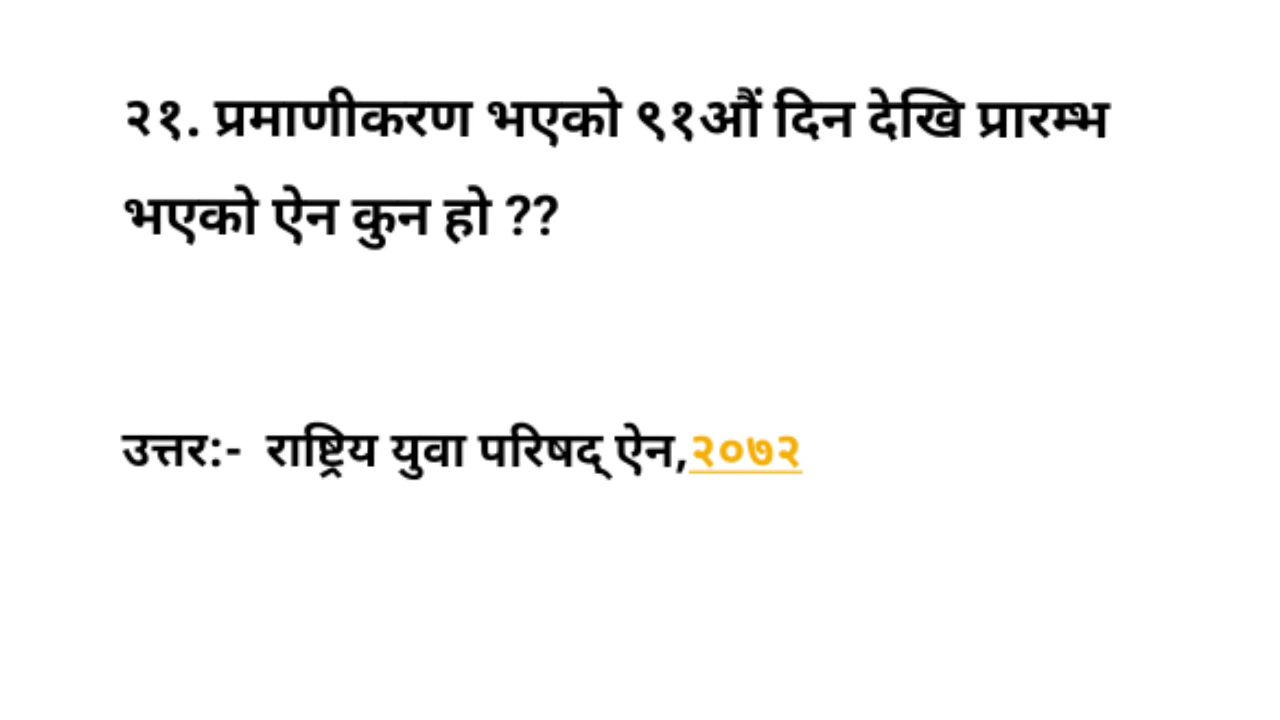 २१. प्रमाणीकरण भएको ९१औं दिन देखि प्रारम्भ
भएको ऐन कुन हो ??
उत्तर:- राष्ट्रिय युवा परिषद् ऐन,२०७२